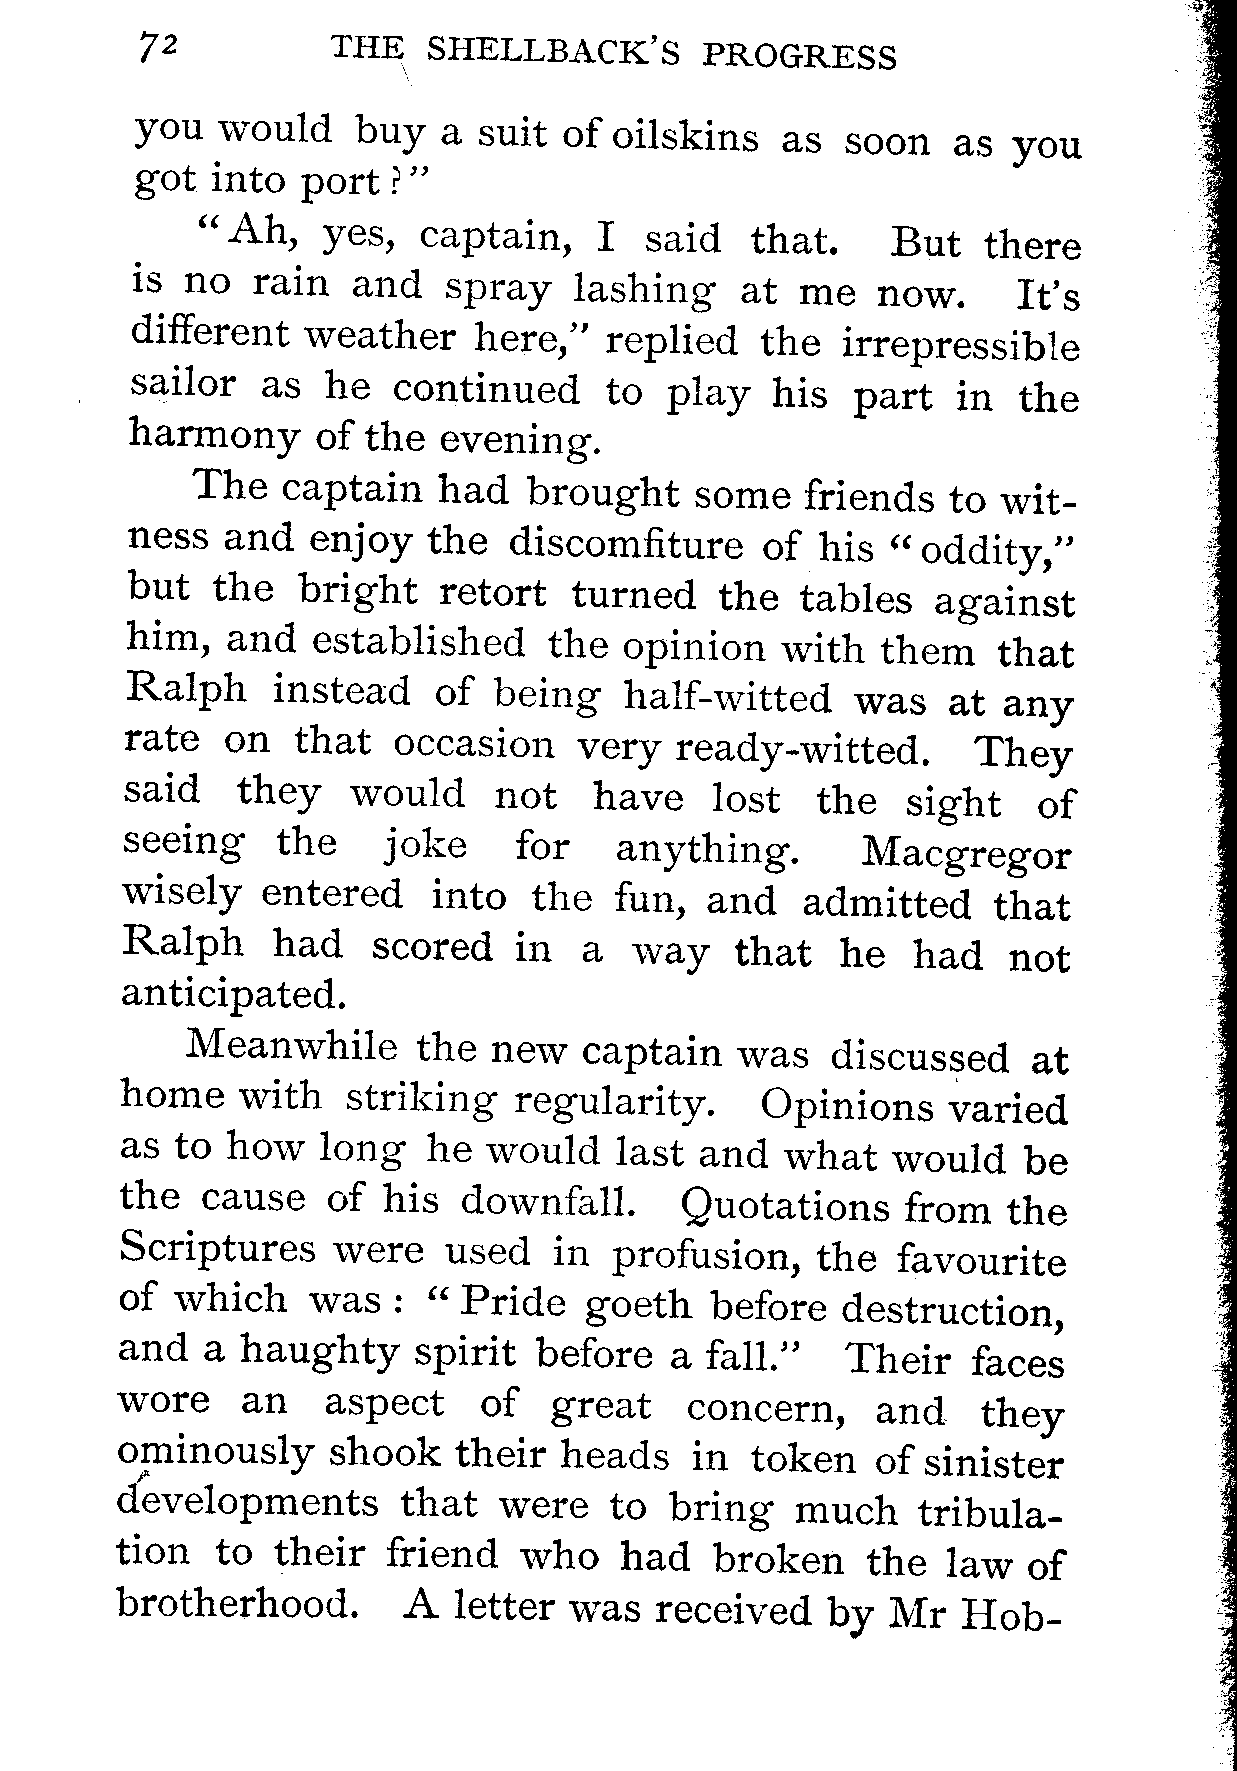 72 THE SHELLBACK'S PROGRESS
you would buy a suit of oilskins as soon as you
got into port?"
"Ah, yes, captain, I said that. But there
is no rain and spray lashing at me now. It's
different weather here," replied the irrepressible
sailor as he continued to play his part in the
harmony of the evening.
The captain had brought some friends to wit-
ness and enjoy the discomfiture of his "oddity,"
but the bright retort turned the tables against
him, and established the opinion with them that
Ralph instead of being half-witted was at any
rate on that occasion very ready-witted. They
said they would not have lost the sight of
seeing the joke for anything. Macgregor
wisely entered into the fun, and admitted that
Ralph had scored in a way that he had not
anticipated.
Meanwhile the new captain was discussed at
home with striking regularity. Opinions varied
as to how long he would last and what would be
the cause of his downfall. Quotations from the
Scriptures were used in profusion, the favourite
of which was: "Pride goeth before destruction,
and a haughty spirit before a fall." Their faces
wore an aspect of great concern, and they
ominously shook their heads in token of sinister
developments that were to bring much tribula-
tion to their friend who had broken the law of
brotherhood. A letter was received by Mr Hob-